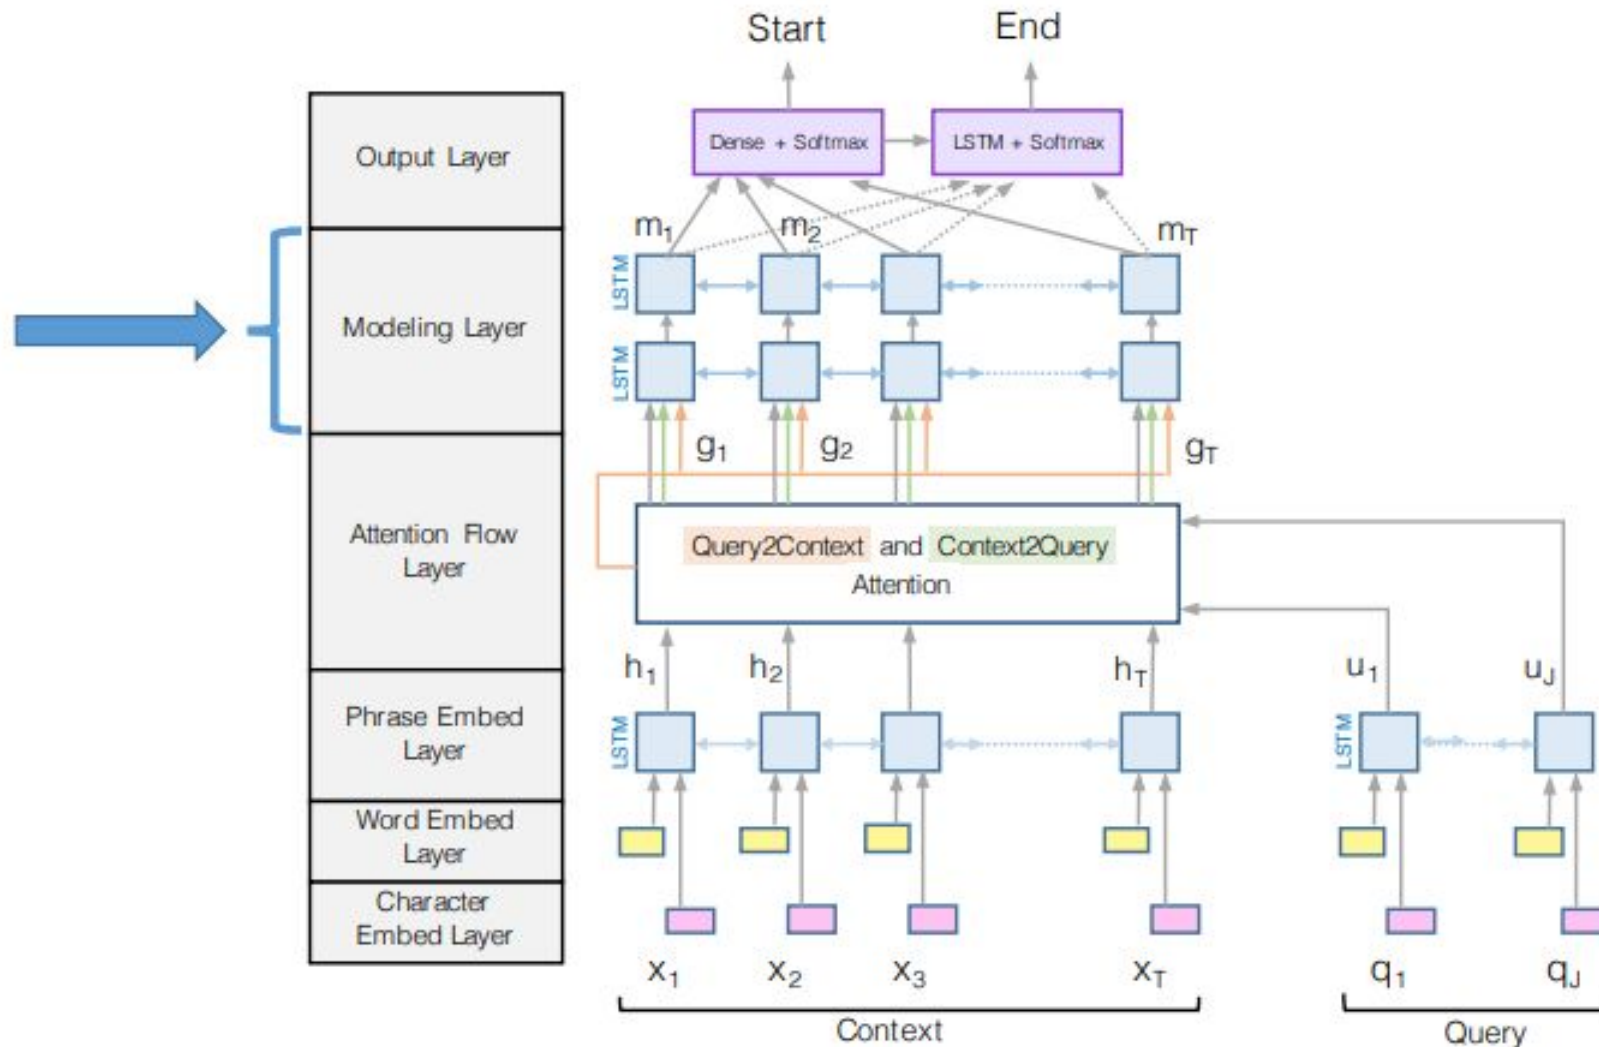 Start End
Output Layer
Dense + Softmax LSTM + Softmax
m1 m2 mT
Modeling Layer
LSTM
LSTM
g1 g2 gT
Attention Flow
Layer
Query2Context and Context2Query
Attention
h1 h2 hT u1 uJ
Phrase Embed
Layer
LSTM LSTM
Word Embed
Layer
Character
Embed Layer
x1 x2 x3 xT q1 qJ
Context Query